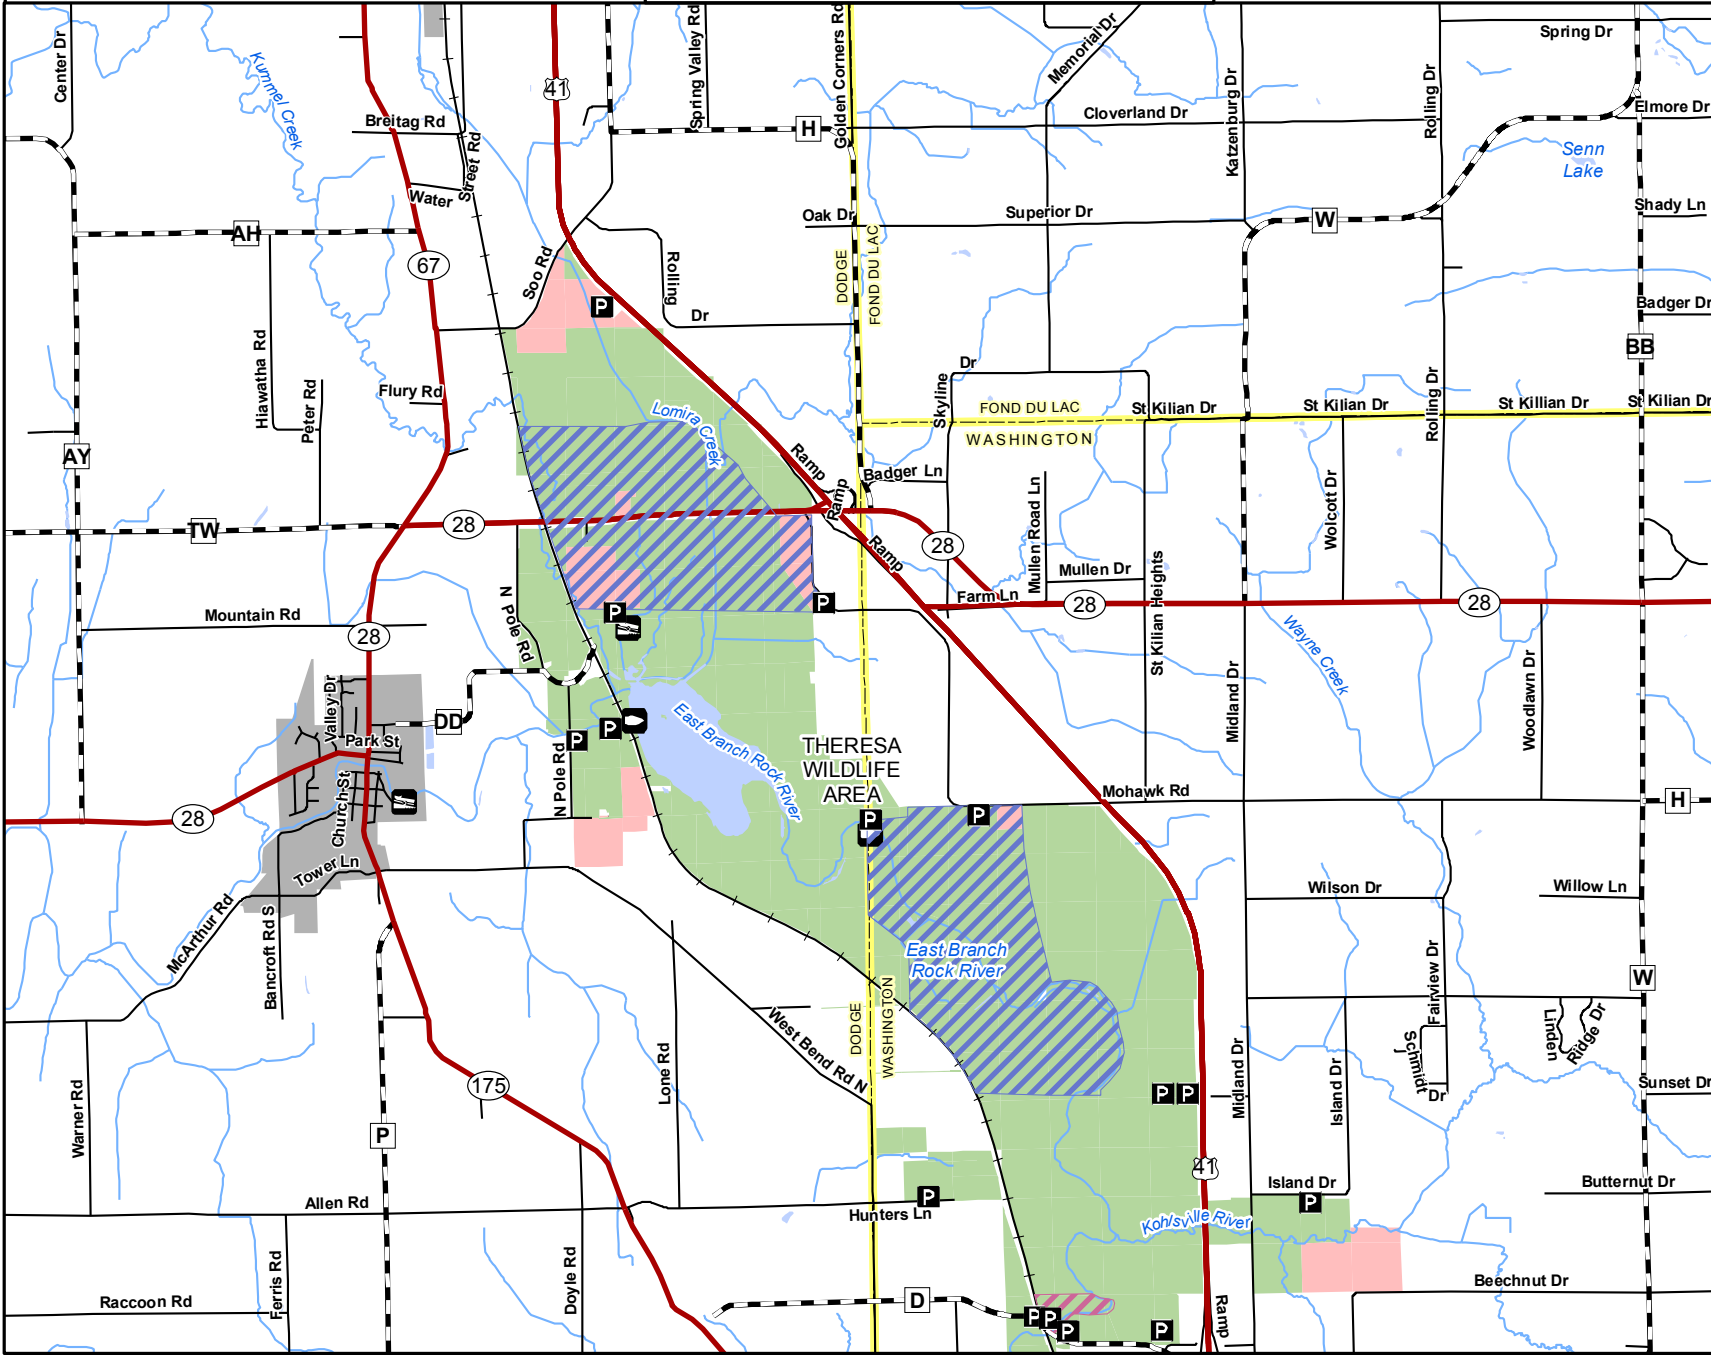 Center Dr
Kummel Creek
Breitag Rd
Street Rd
Water
41
Spring Valley Rd
Golden Corners Rd
H
Memorial Dr
Cloverland Dr
Katzenburg Dr
Rolling Dr
Spring Dr
Elmore Dr
Senn
Lake
Shady Ln
AH
67
Soo Rd
Rolling
Dr
Oak Dr
Superior Dr
W
DODGE
FOND DU LAC
Badger Dr
BB
P
Hiawatha Rd
Peter Rd
Flury Rd
Lomira Creek
Skyline
Dr
FOND DU LAC
WASHINGTON
St Kilian Dr
St Kilian Dr
Rolling Dr
St Killian Dr
St Kilian Dr
AY
TW
28
Ramp
Ramp
Ramp
Badger Ln
28
Mullen Road Ln
Mullen Dr
Wolcott Dr
St Kilian Heights
Farm Ln
28
28
Mountain Rd
28
N Pole Rd
P
P
Wayne Creek
Midland Dr
Woodlawn Dr
Valley Dr
Park St
DD
Church St
28
Tower Ln
McArthur Rd
Bancroft Rd S
N Pole Rd
P
P
East Branch Rock River
THERESA
WILDLIFE
AREA
P
P
Mohawk Rd
H
Wilson Dr
Willow Ln
East Branch
Rock River
Fairview Dr
W
Linden
Ridge Dr
Schmidt
Dr
Sunset Dr
West Bend Rd N
DODGE
WASHINGTON
Lone Rd
175
Warner Rd
P
P
P
Midland Dr
Island Dr
41
Island Dr
P
Butternut Dr
Allen Rd
P
Hunters Ln
Kohlsville River
Beechnut Dr
Raccoon Rd
Ferris Rd
Doyle Rd
D
P
P
P
P
Ramp